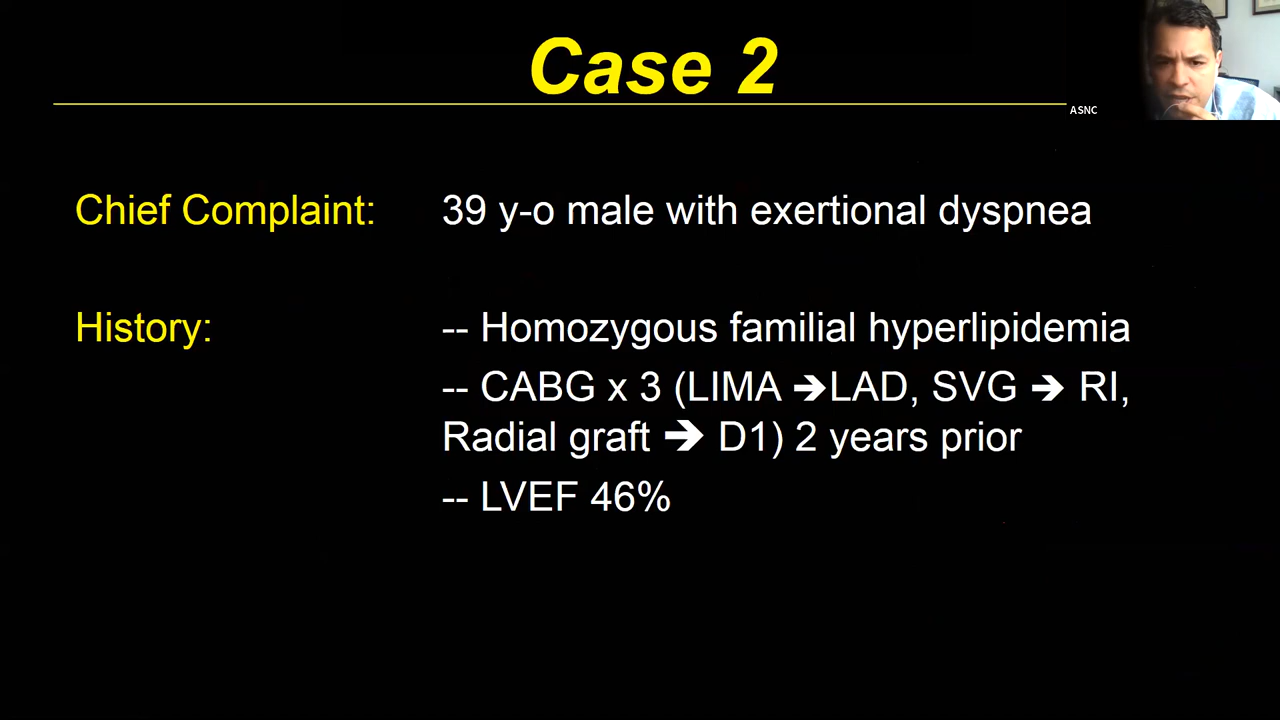 Case 2
ASNC
Chief Complaint: 39 y-o male with exertional dyspnea
History: -- Homozygous familial hyperlipidemia
-- CABG x 3 (LIMA ➔LAD, SVG ➔ RI,
Radial graft ➔ D1) 2 years prior
-- LVEF 46%